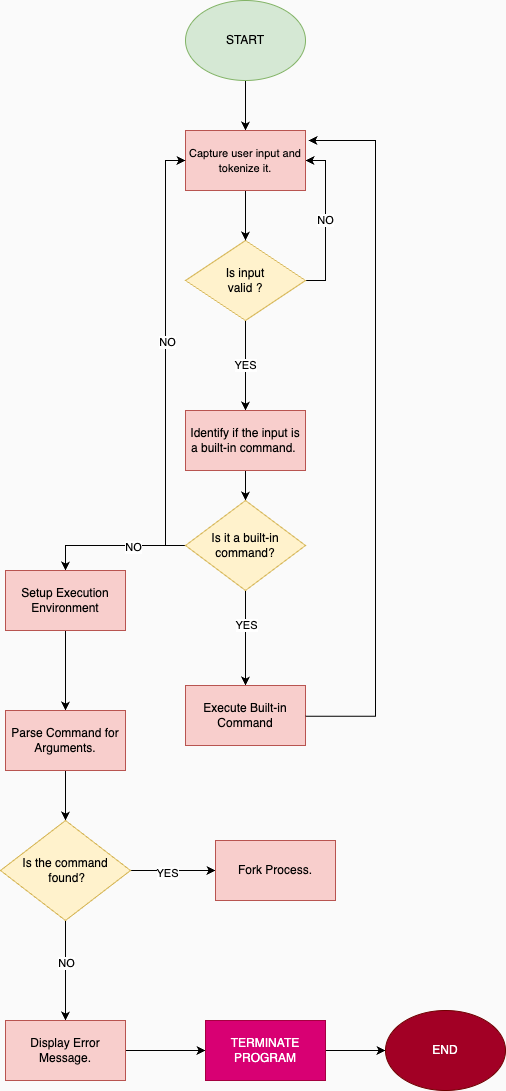 START
Capture user input and
tokenize it.
NO
Is input
valid ?
NO
YES
Identify if the input is
a built-in command.
Is it a built-in
command?
NO
Setup Execution
Environment
YES
Execute Built-in
Command
Parse Command for
Arguments.
Is the command
found?
YES
Fork Process.
NO
Display Error
Message.
TERMINATE
PROGRAM
END